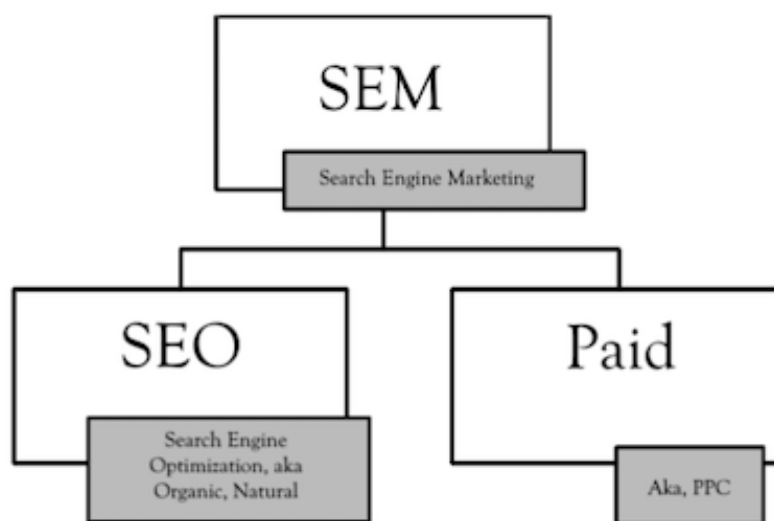 SEM
Search Engine Marketing
SEO
Search Engine
Optimization, aka
Organic, Natural
Paid
Aka, PPC